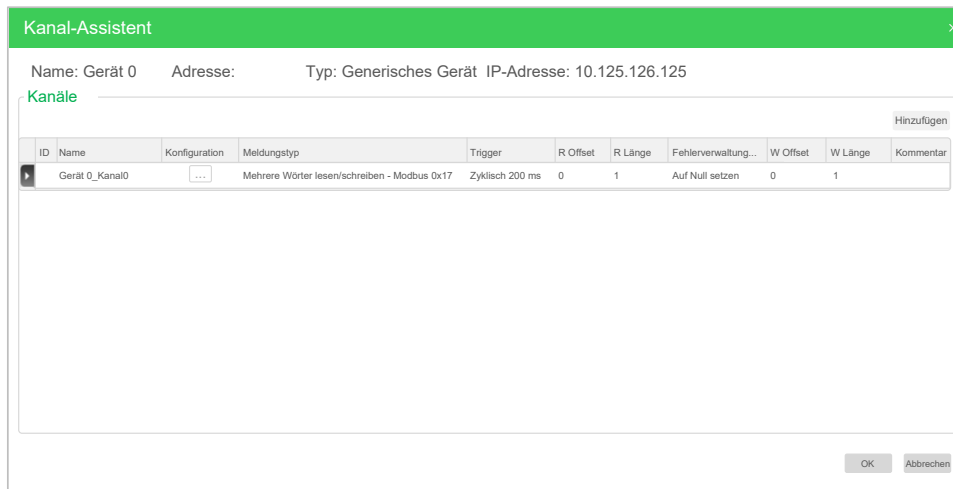 Kanal-Assistent
Name: Gerät 0 Adresse: Typ: Generisches Gerät IP-Adresse: 10.125.126.125
Kanäle
Hinzufügen
ID Name Konfiguration Meldungstyp Trigger R Offset R Länge Fehlerverwaltung... W Offset W Länge Kommentar
Gerät 0_Kanal0 ... Mehrere Wörter lesen/schreiben - Modbus 0x17 Zyklisch 200 ms 0 1 Auf Null setzen 0 1
OK Abbrechen